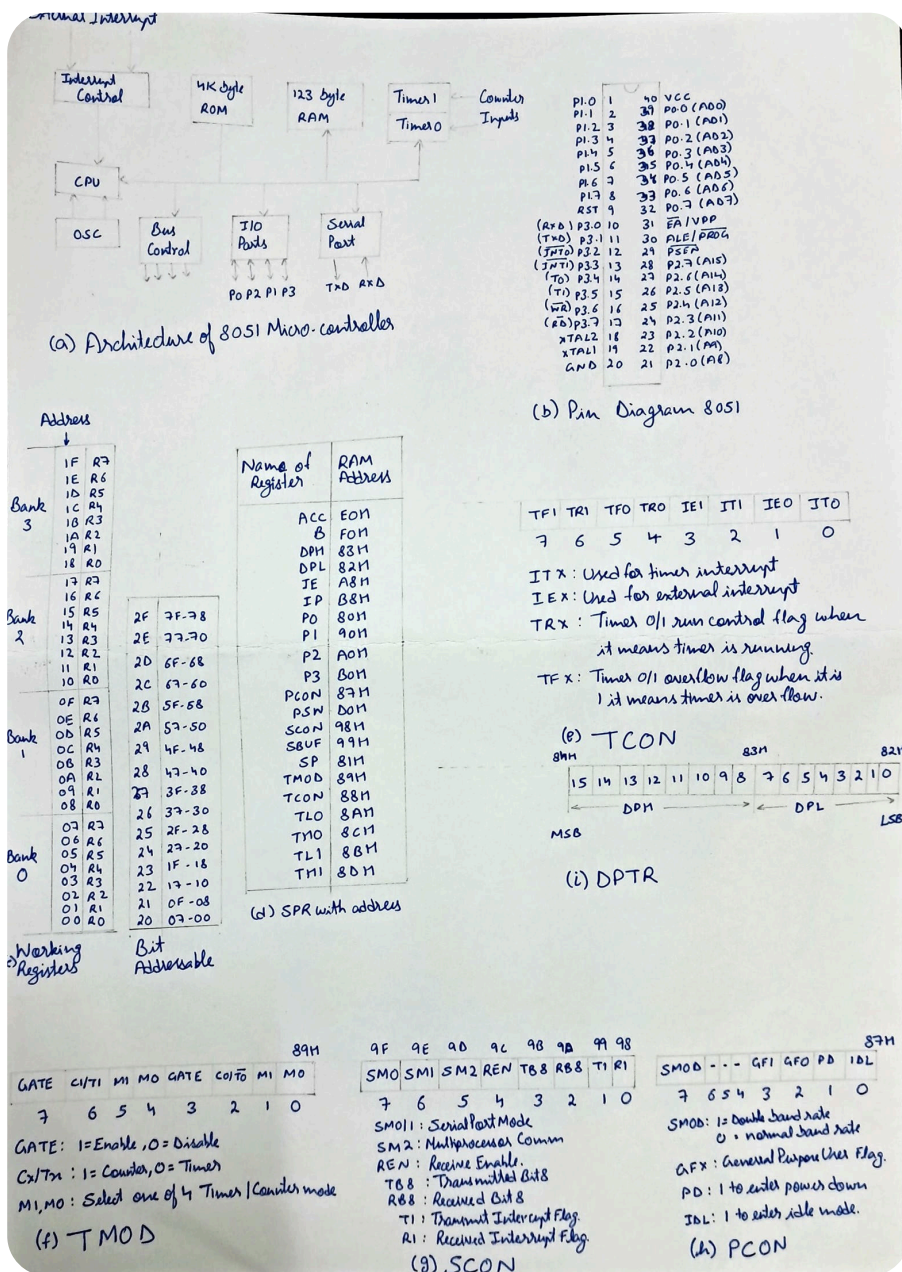 External Interrupt
Interrupt Control
4K byte ROM
123 byte RAM
Timer 1
Timer 0
Counter Inputs
CPU
OSC
Bus Control
I/O Ports
Serial Port
P0 P2 P1 P3
TXD RXD
(a) Architecture of 8051 Micro-controller
P1.0 1 40 VCC
P1.1 2 39 P0.0 (AD0)
P1.2 3 38 P0.1 (AD1)
P1.3 4 37 P0.2 (AD2)
P1.4 5 36 P0.3 (AD3)
P1.5 6 35 P0.4 (AD4)
P1.6 7 34 P0.5 (AD5)
P1.7 8 33 P0.6 (AD6)
RST 9 32 P0.7 (AD7)
(RXD) P3.0 10 31 EA/VPP
(TXD) P3.1 11 30 ALE/PROG
(INT0) P3.2 12 29 PSEN
(INT1) P3.3 13 28 P2.7 (A15)
(T0) P3.4 14 27 P2.6 (A14)
(T1) P3.5 15 26 P2.5 (A13)
(WR) P3.6 16 25 P2.4 (A12)
(RD) P3.7 17 24 P2.3 (A11)
XTAL2 18 23 P2.2 (A10)
XTAL1 19 22 P2.1 (A9)
GND 20 21 P2.0 (A8)
(b) Pin Diagram 8051
Address
Bank 3
1F R7
1E R6
1D R5
1C R4
1B R3
1A R2
19 R1
18 R0
Bank 2
17 R7
16 R6
15 R5
14 R4
13 R3
12 R2
11 R1
10 R0
Bank 1
0F R7
0E R6
0D R5
0C R4
0B R3
0A R2
09 R1
08 R0
Bank 0
07 R7
06 R6
05 R5
04 R4
03 R3
02 R2
01 R1
00 R0
c) Working Registers
2F 7F-78
2E 77-70
2D 6F-68
2C 67-60
2B 5F-58
2A 57-50
29 4F-48
28 47-40
27 3F-38
26 37-30
25 2F-28
24 27-20
23 1F-18
22 17-10
21 0F-08
20 07-00
Bit Addressable
Name of Register RAM Address
ACC E0H
B F0H
DPH 83H
DPL 82H
IE A8H
IP B8H
P0 80H
P1 90H
P2 A0H
P3 B0H
PCON 87H
PSW D0H
SCON 98H
SBUF 99H
SP 81H
TMOD 89H
TCON 88H
TL0 8AH
TH0 8CH
TL1 8BH
TH1 8DH
(d) SPR with address
TF1 TR1 TF0 TR0 IE1 IT1 IE0 IT0
7 6 5 4 3 2 1 0
ITX : Used for timer interrupt
IEX : Used for external interrupt
TRX : Timer 0/1 run control flag when
it means timer is running.
TFX : Timer 0/1 overflow flag when it is
1 it means timer is over flow.
(e) TCON
84H 83H 82H
15 14 13 12 11 10 9 8 7 6 5 4 3 2 1 0
DPH DPL
MSB LSB
(i) DPTR
89H
GATE C1/T1 M1 M0 GATE C0/T0 M1 M0
7 6 5 4 3 2 1 0
GATE: 1=Enable, 0=Disable
Cx/Tx : 1= Counter, 0= Timer
M1, M0 : Select one of 4 Timer/Counter mode
(f) TMOD
9F 9E 9D 9C 9B 9A 99 98
SM0 SM1 SM2 REN TB8 RB8 T1 R1
7 6 5 4 3 2 1 0
SM0/1 : Serial Port Mode
SM2 : Multiprocessor Comm
REN : Receive Enable.
TB8 : Transmitted Bit8
RB8 : Received Bit8
T1 : Transmit Interrupt Flag.
R1 : Received Interrupt Flag.
(g) SCON
87H
SMOD - - - GF1 GF0 PD IDL
7 6 5 4 3 2 1 0
SMOD: 1= Double band rate
0 = normal band rate
GFX : General Purpose User Flag.
PD : 1 to enter power down
IDL : 1 to enter idle mode.
(h) PCON